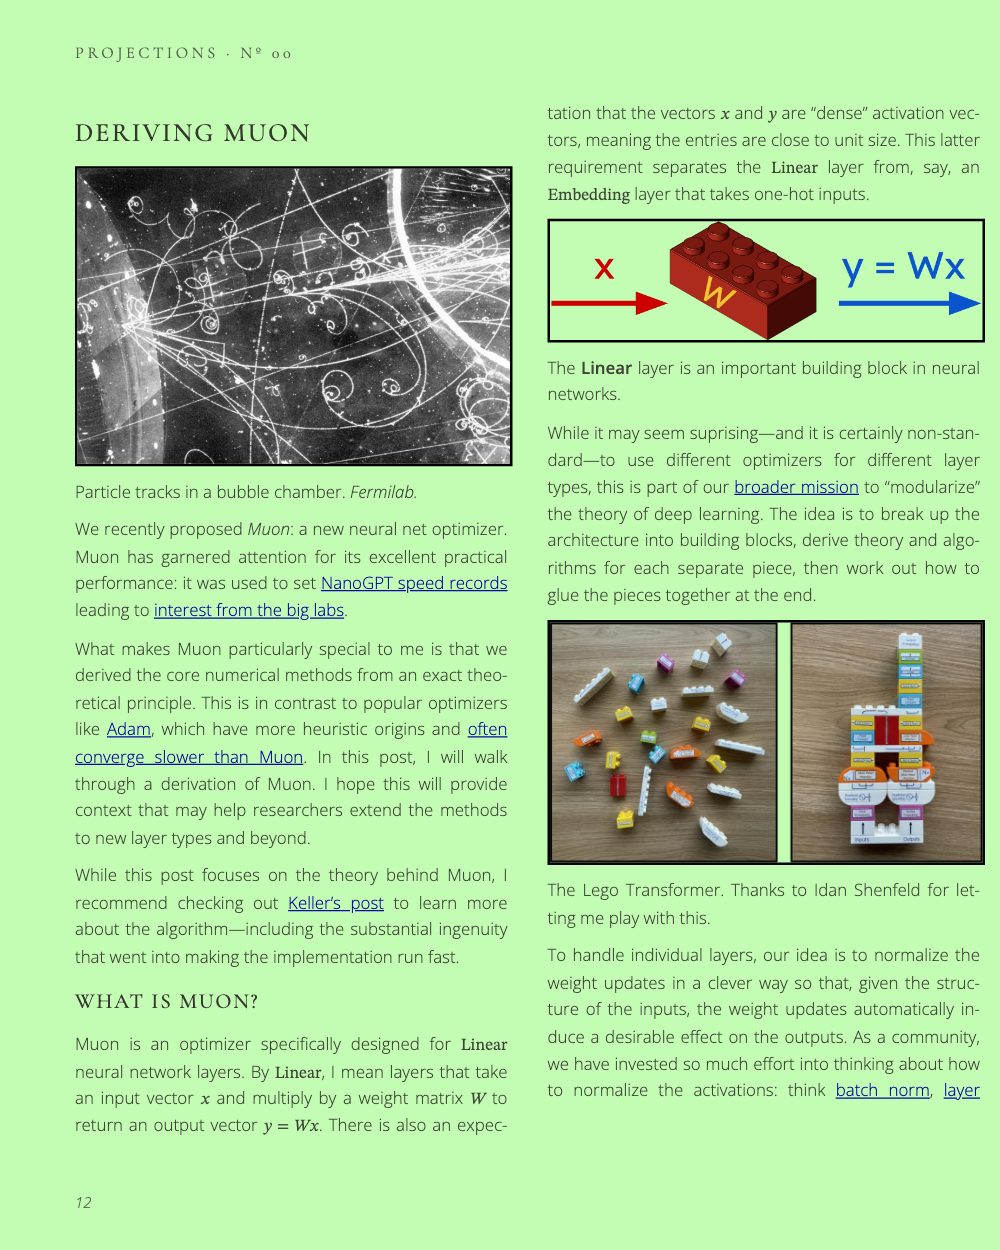 PROJECTIONS · Nº 00
DERIVING MUON
Particle tracks in a bubble chamber. Fermilab.
We recently proposed Muon: a new neural net optimizer.
Muon has garnered attention for its excellent practical
performance: it was used to set NanoGPT speed records
leading to interest from the big labs.
What makes Muon particularly special to me is that we
derived the core numerical methods from an exact theo-
retical principle. This is in contrast to popular optimizers
like Adam, which have more heuristic origins and often
converge slower than Muon. In this post, I will walk
through a derivation of Muon. I hope this will provide
context that may help researchers extend the methods
to new layer types and beyond.
While this post focuses on the theory behind Muon, I
recommend checking out Keller’s post to learn more
about the algorithm—including the substantial ingenuity
that went into making the implementation run fast.
WHAT IS MUON?
Muon is an optimizer specifically designed for Linear
neural network layers. By Linear, I mean layers that take
an input vector x and multiply by a weight matrix W to
return an output vector y = Wx. There is also an expec-
tation that the vectors x and y are “dense” activation vec-
tors, meaning the entries are close to unit size. This latter
requirement separates the Linear layer from, say, an
Embedding layer that takes one-hot inputs.
x
W
y = Wx
The Linear layer is an important building block in neural
networks.
While it may seem suprising—and it is certainly non-stan-
dard—to use different optimizers for different layer
types, this is part of our broader mission to “modularize”
the theory of deep learning. The idea is to break up the
architecture into building blocks, derive theory and algo-
rithms for each separate piece, then work out how to
glue the pieces together at the end.
Inputs
Outputs
The Lego Transformer. Thanks to Idan Shenfeld for let-
ting me play with this.
To handle individual layers, our idea is to normalize the
weight updates in a clever way so that, given the struc-
ture of the inputs, the weight updates automatically in-
duce a desirable effect on the outputs. As a community,
we have invested so much effort into thinking about how
to normalize the activations: think batch norm, layer
12